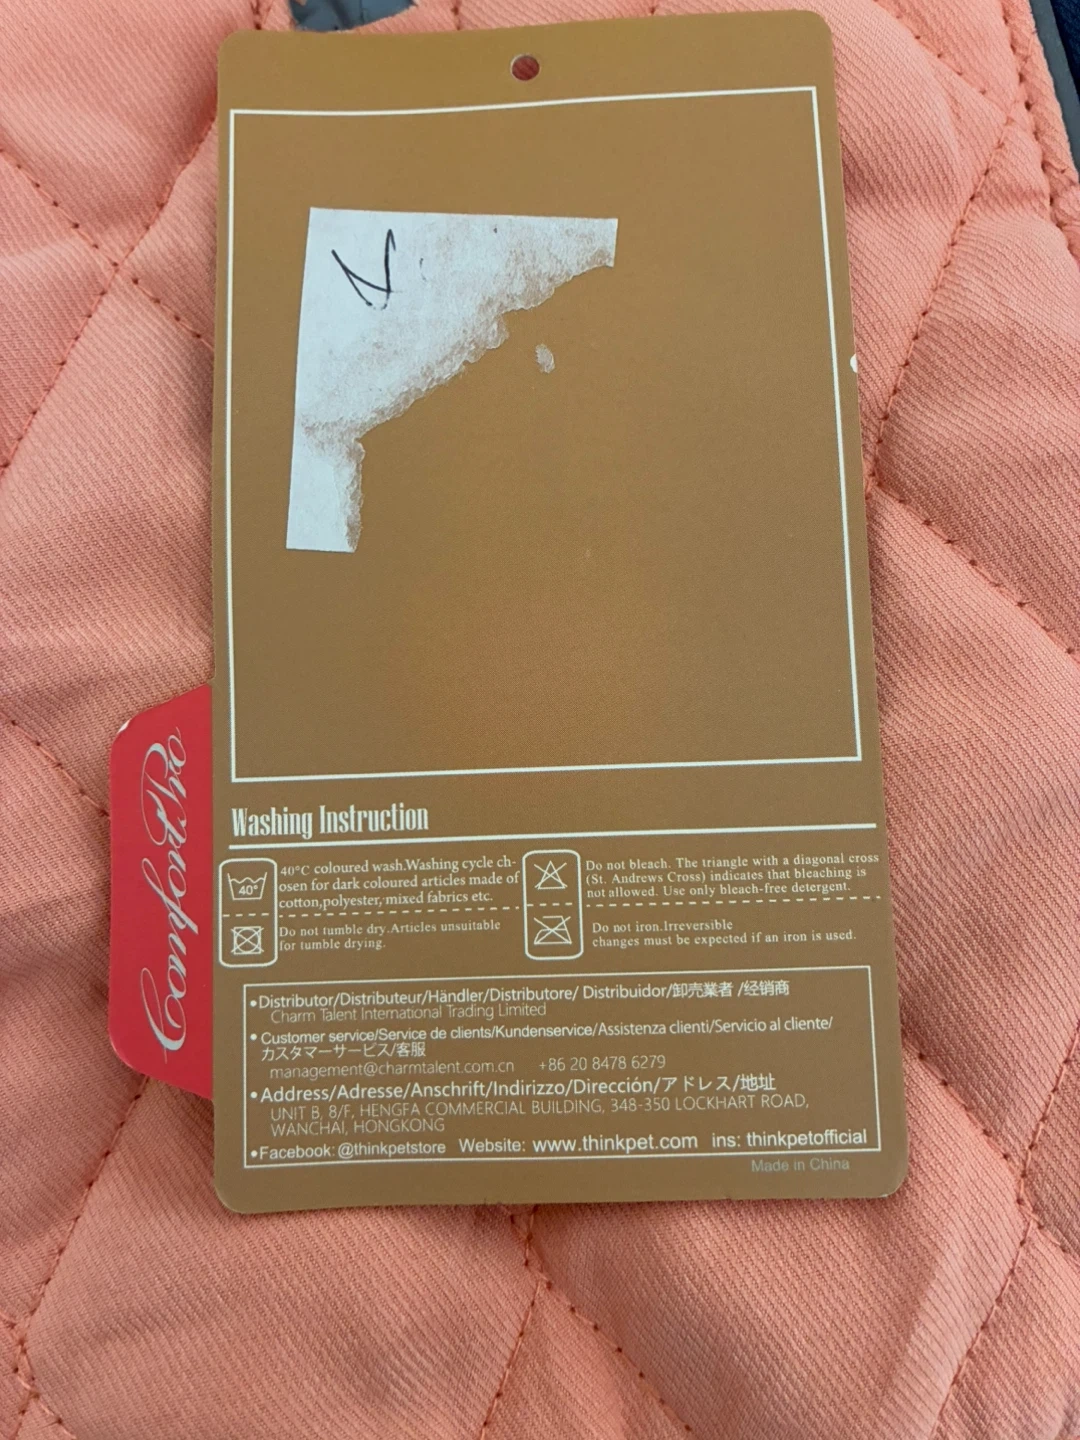 Washing Instruction
40°C coloured wash.Washing cycle ch-
osen for dark coloured articles made of
cotton,polyester, mixed fabrics etc.
40°
Do not tumble dry.Articles unsuitable
for tumble drying.
Do not bleach. The triangle with a diagonal cross
(St. Andrews Cross) indicates that bleaching is
not allowed. Use only bleach-free detergent.
Do not iron.Irreversible
changes must be expected if an iron is used.
•Distributor/Distributeur/Händler/Distributore/ Distribuidor/卸売業者 /经销商
Charm Talent International Trading Limited
•Customer service/Service de clients/Kundenservice/Assistenza clienti/Servicio al cliente/
カスタマーサービス/客服
management@charmtalent.com.cn +86 20 8478 6279
•Address/Adresse/Anschrift/Indirizzo/Dirección/アドレス/地址
UNIT B, 8/F, HENGFA COMMERCIAL BUILDING, 348-350 LOCKHART ROAD,
WANCHAI, HONGKONG
•Facebook: @thinkpetstore Website: www.thinkpet.com ins: thinkpetofficial
Made in China
ComfortPro